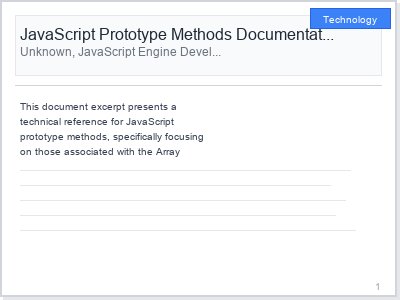 Technology
JavaScript Prototype Methods Documentat...
Unknown, JavaScript Engine Devel...
This document excerpt presents a
technical reference for JavaScript
prototype methods, specifically focusing
on those associated with the Array
1